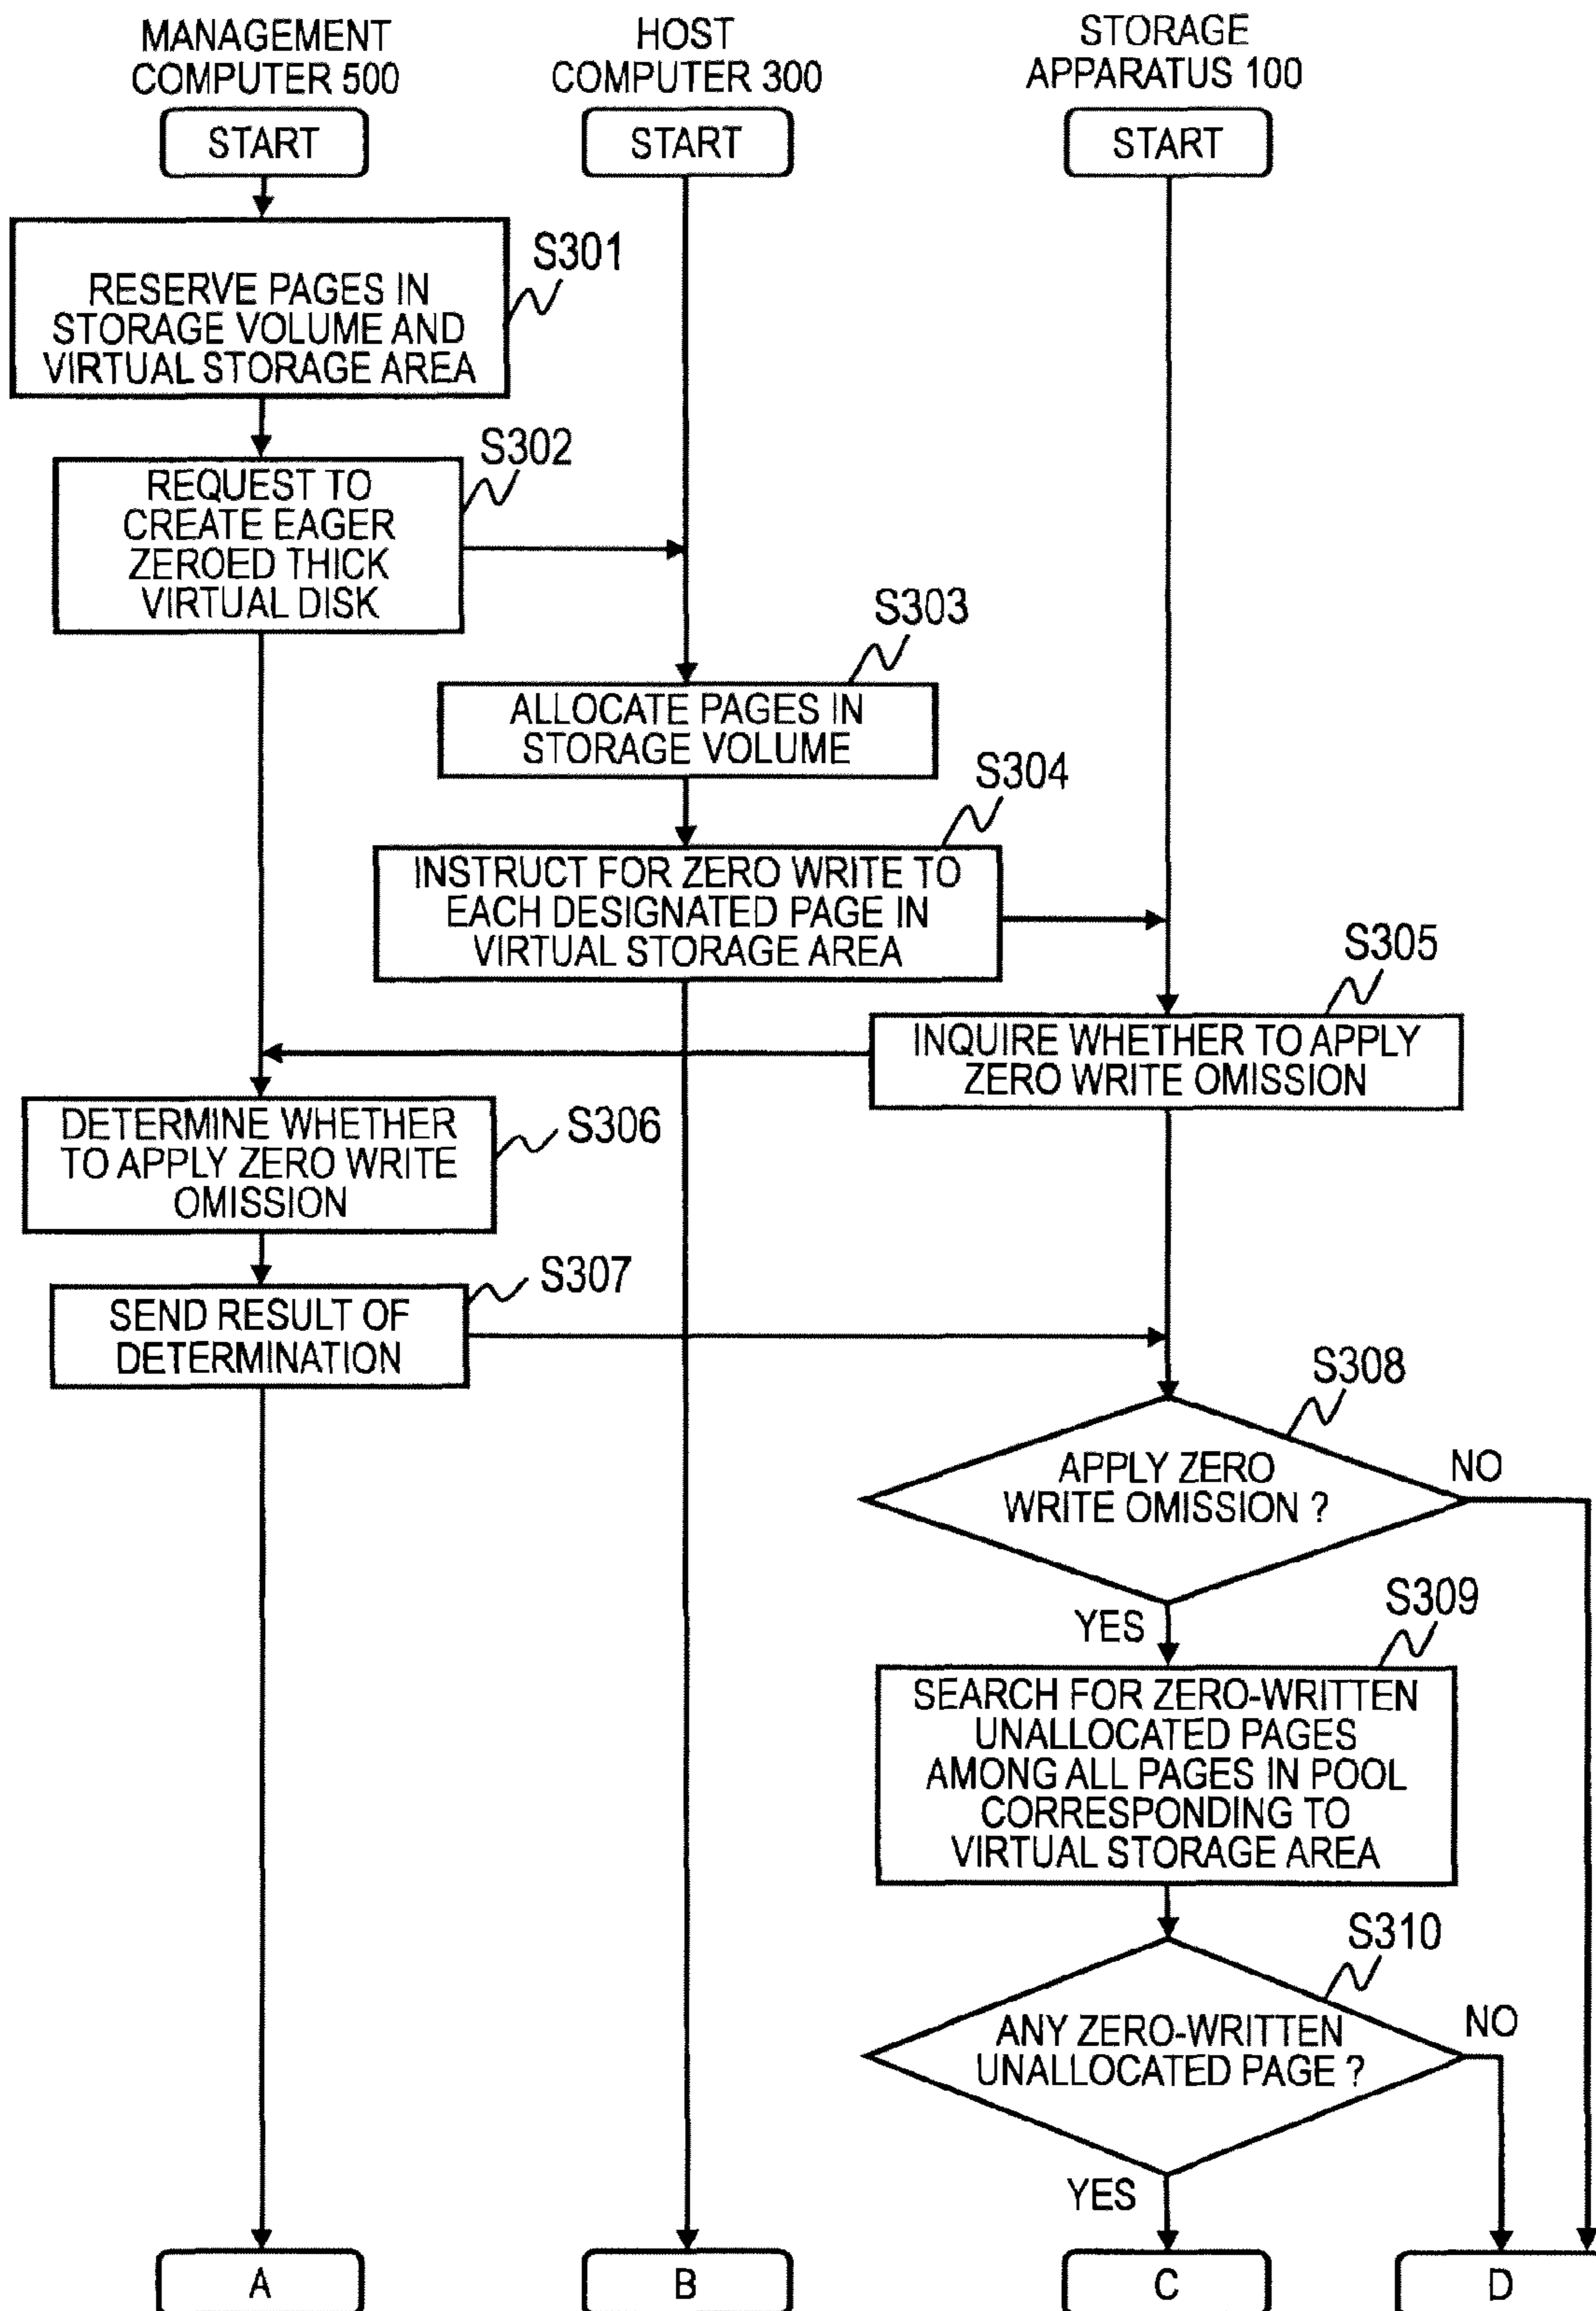 MANAGEMENT
COMPUTER 500
HOST
COMPUTER 300
STORAGE
APPARATUS 100
START
START
START
S301
RESERVE PAGES IN
STORAGE VOLUME AND
VIRTUAL STORAGE AREA
S302
REQUEST TO
CREATE EAGER
ZEROED THICK
VIRTUAL DISK
S303
ALLOCATE PAGES IN
STORAGE VOLUME
S304
INSTRUCT FOR ZERO WRITE TO
EACH DESIGNATED PAGE IN
VIRTUAL STORAGE AREA
S305
INQUIRE WHETHER TO APPLY
ZERO WRITE OMISSION
S306
DETERMINE WHETHER
TO APPLY ZERO WRITE
OMISSION
S307
SEND RESULT OF
DETERMINATION
S308
APPLY ZERO
WRITE OMISSION ?
NO
YES
S309
SEARCH FOR ZERO-WRITTEN
UNALLOCATED PAGES
AMONG ALL PAGES IN POOL
CORRESPONDING TO
VIRTUAL STORAGE AREA
S310
ANY ZERO-WRITTEN
UNALLOCATED PAGE ?
NO
YES
A
B
C
D